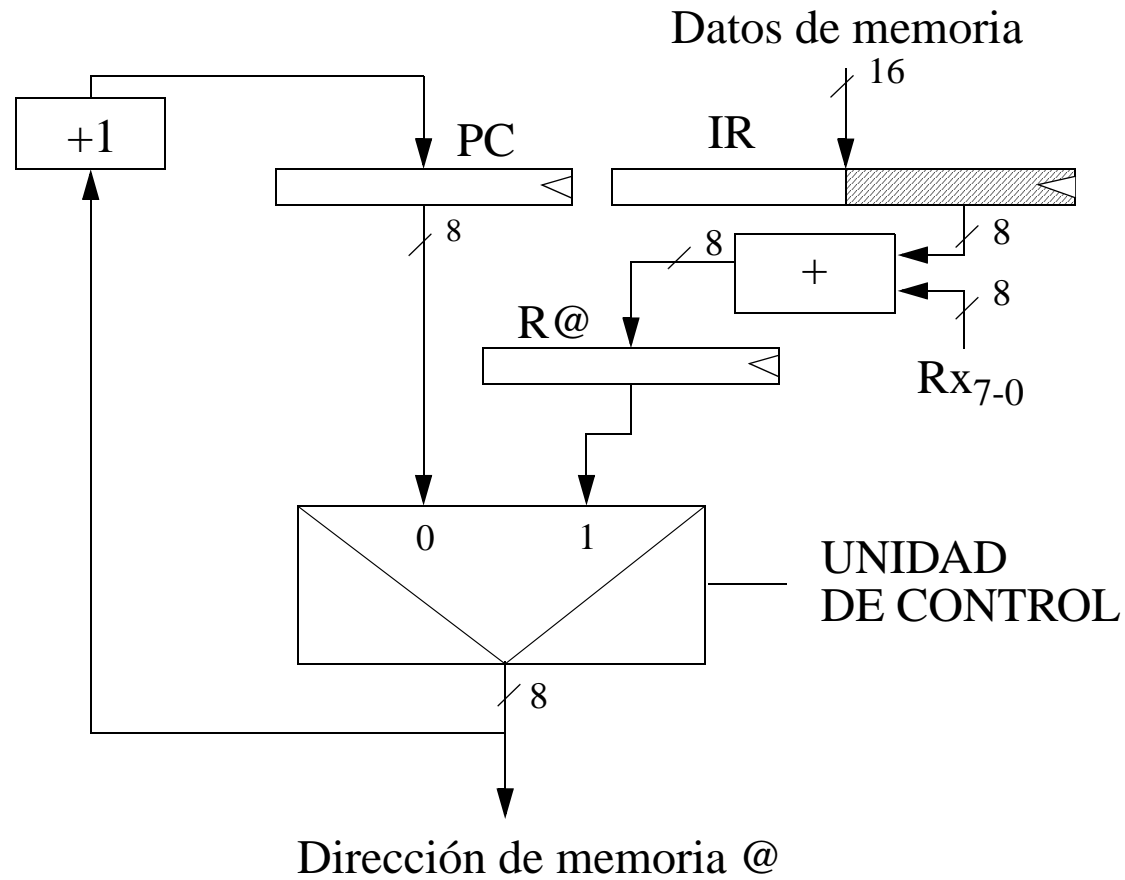 Datos de memoria
16
+1
PC
IR
8
8
8
+
8
R@
Rx7-0
0
1
UNIDAD
DE CONTROL
8
Dirección de memoria @